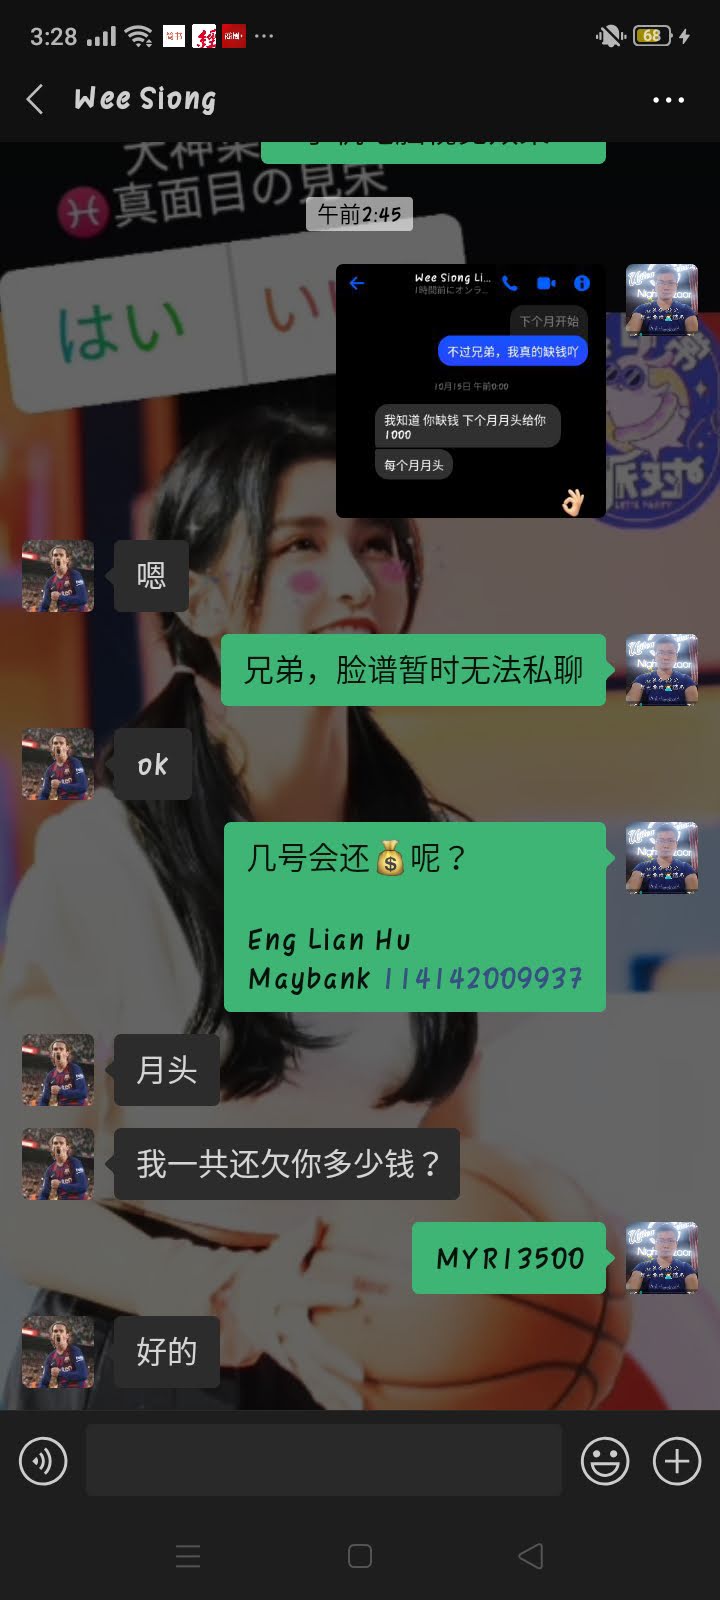 3:28
68
Wee Siong
真面目の見栄
午前2:45
はい
Wee Siong Li...
1時間前にオンラ...
下个月开始
不过兄弟，我真的缺钱吖
10月15日 午前0:00
我知道 你缺钱 下个月月头给你
1000
每个月月头
嗯
兄弟，脸谱暂时无法私聊
ok
几号会还💰呢？
Eng Lian Hu
Maybank 114142009937
月头
我一共还欠你多少钱？
MYR13500
好的